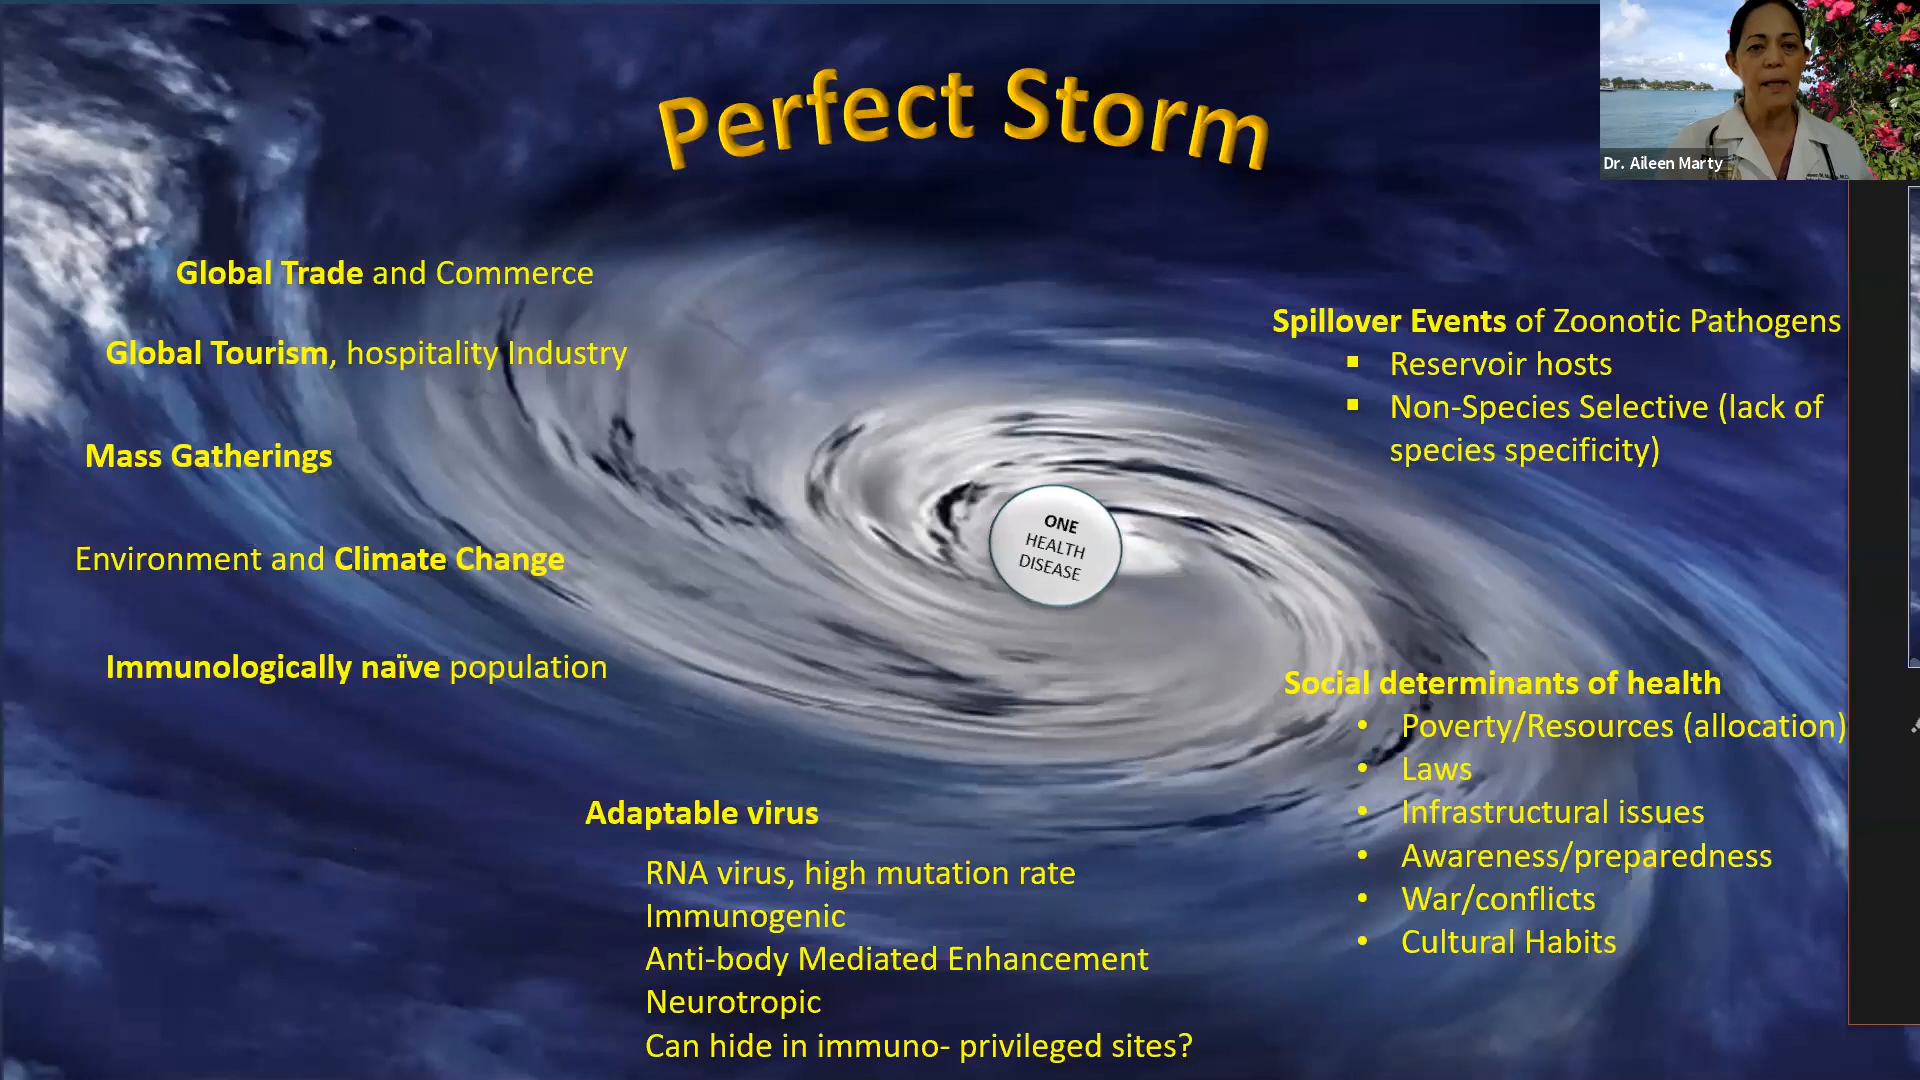 Perfect Storm
Dr. Aileen Marty
Global Trade and Commerce
Global Tourism, hospitality Industry
Mass Gatherings
Environment and Climate Change
Immunologically naïve population
Spillover Events of Zoonotic Pathogens
Reservoir hosts
Non-Species Selective (lack of
species specificity)
ONE
HEALTH
DISEASE
Social determinants of health
Poverty/Resources (allocation)
Laws
Infrastructural issues
Awareness/preparedness
War/conflicts
Cultural Habits
Adaptable virus
RNA virus, high mutation rate
Immunogenic
Anti-body Mediated Enhancement
Neurotropic
Can hide in immuno- privileged sites?